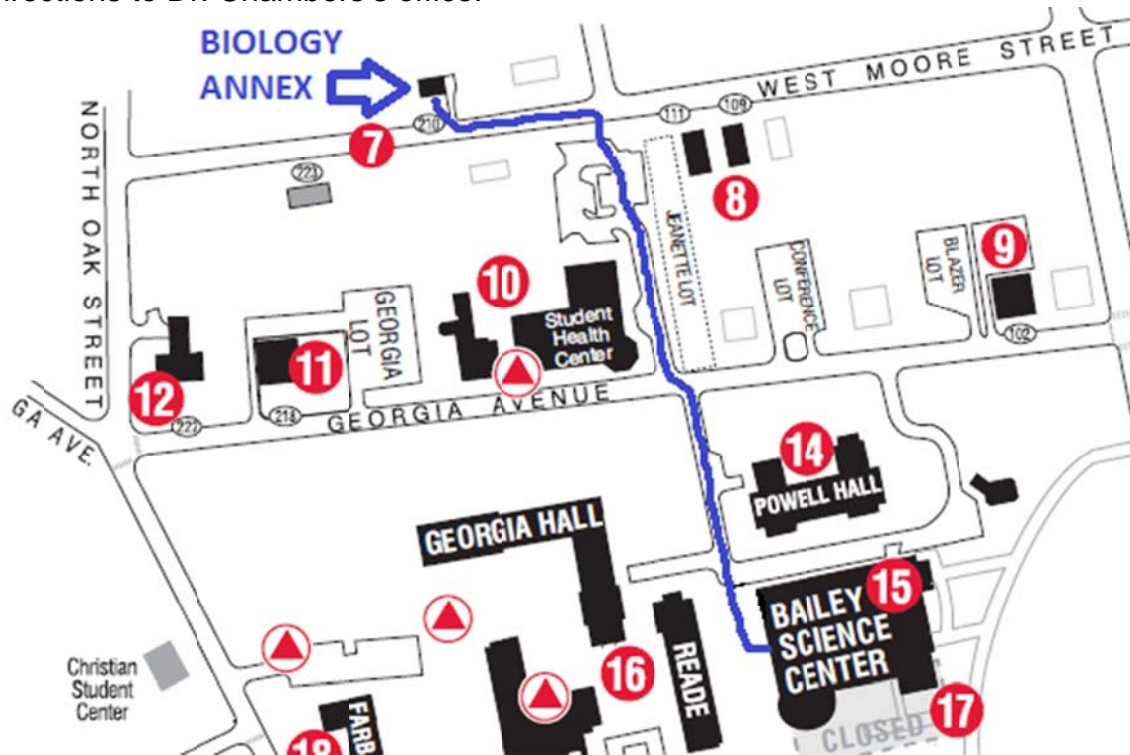 BIOLOGY
ANNEX
WEST MOORE STREET
NORTH OAK STREET
210
111
109
7
223
8
JEANETTE LOT
CONFERENCE
LOT
BLAZER
LOT
9
10
GEORGIA
LOT
Student
Health
Center
102
11
12
222
218
GEORGIA AVENUE
GA AVE.
14
POWELL HALL
GEORGIA HALL
15
BAILEY
SCIENCE
CENTER
16
READE
Christian
Student
Center
17
CLOSED
18
FARB